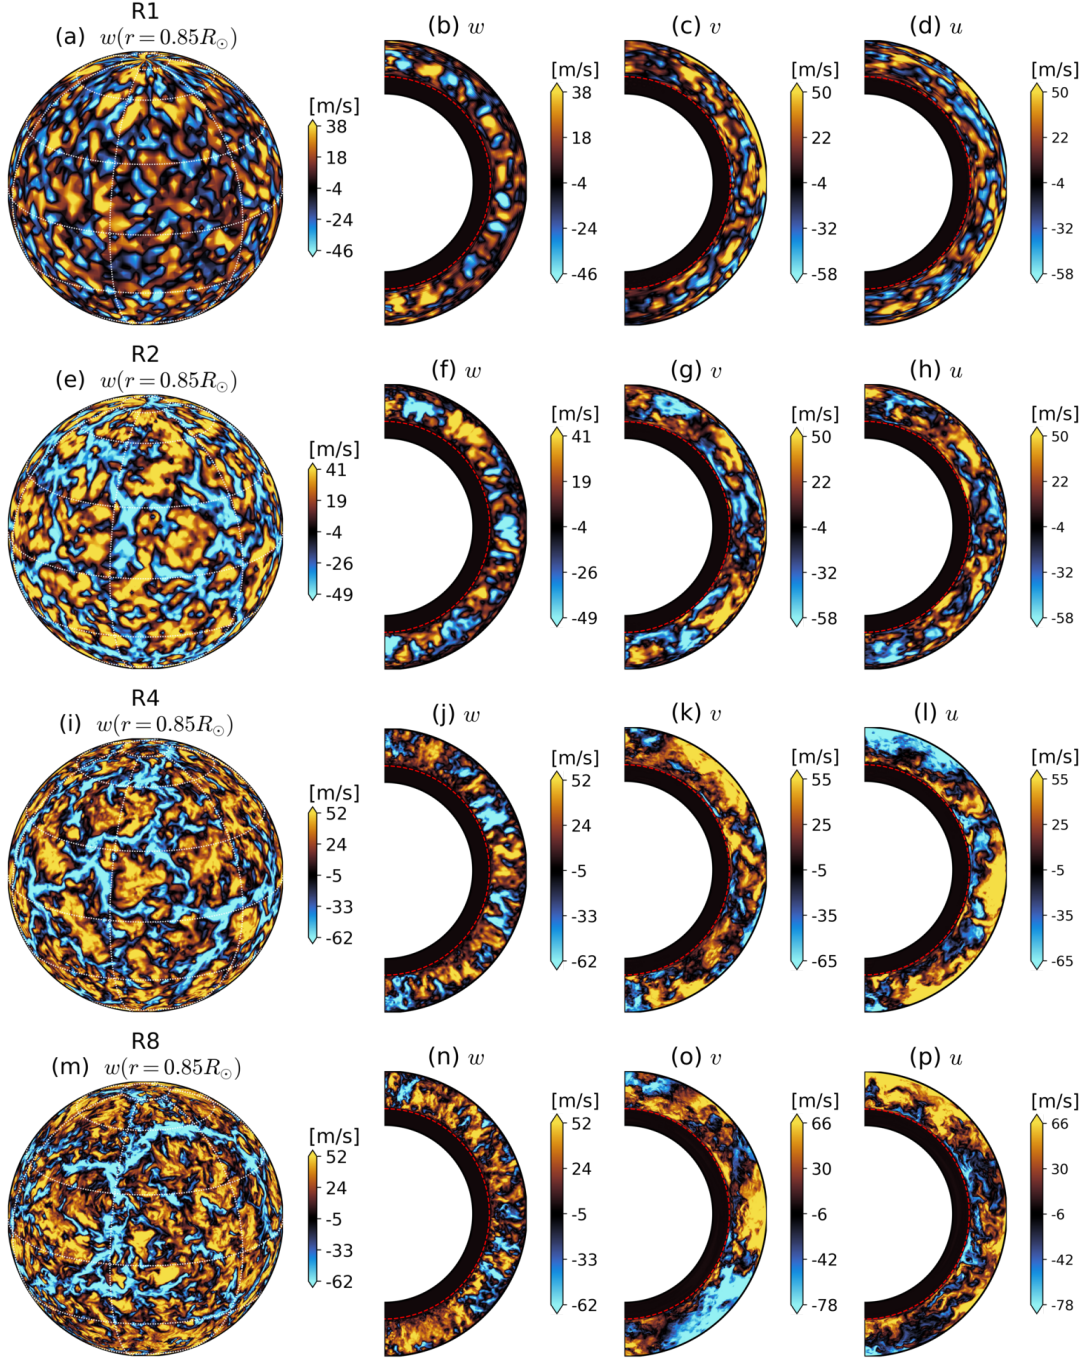 R1
(a) w(r = 0.85R⊙)
(b) w
(c) v
(d) u
[m/s]
38
18
-4
-24
-46
[m/s]
38
18
-4
-24
-46
[m/s]
50
22
-4
-32
-58
[m/s]
50
22
-4
-32
-58
R2
(e) w(r = 0.85R⊙)
(f) w
(g) v
(h) u
[m/s]
41
19
-4
-26
-49
[m/s]
41
19
-4
-26
-49
[m/s]
50
22
-4
-32
-58
[m/s]
50
22
-4
-32
-58
R4
(i) w(r = 0.85R⊙)
(j) w
(k) v
(l) u
[m/s]
52
24
-5
-33
-62
[m/s]
52
24
-5
-33
-62
[m/s]
55
25
-5
-35
-65
[m/s]
55
25
-5
-35
-65
R8
(m) w(r = 0.85R⊙)
(n) w
(o) v
(p) u
[m/s]
52
24
-5
-33
-62
[m/s]
52
24
-5
-33
-62
[m/s]
66
30
-6
-42
-78
[m/s]
66
30
-6
-42
-78